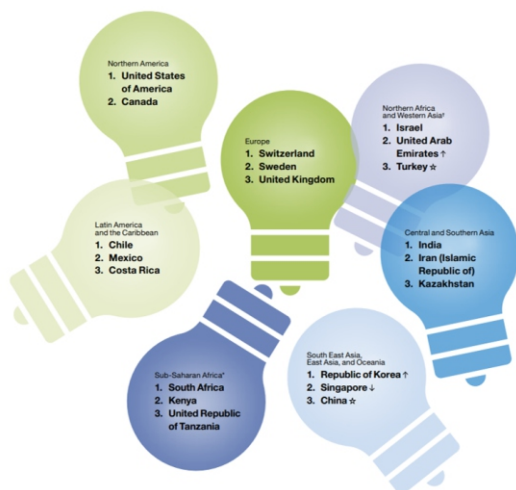 Northern America
1. United States
of America
2. Canada
Europe
1. Switzerland
2. Sweden
3. United Kingdom
Northern Africa
and Western Asia†
1. Israel
2. United Arab
Emirates ↑
3. Turkey ☆
Latin America
and the Caribbean
1. Chile
2. Mexico
3. Costa Rica
Central and Southern Asia
1. India
2. Iran (Islamic
Republic of)
3. Kazakhstan
Sub-Saharan Africa*
1. South Africa
2. Kenya
3. United Republic
of Tanzania
South East Asia,
East Asia, and Oceania
1. Republic of Korea ↑
2. Singapore ↓
3. China ☆